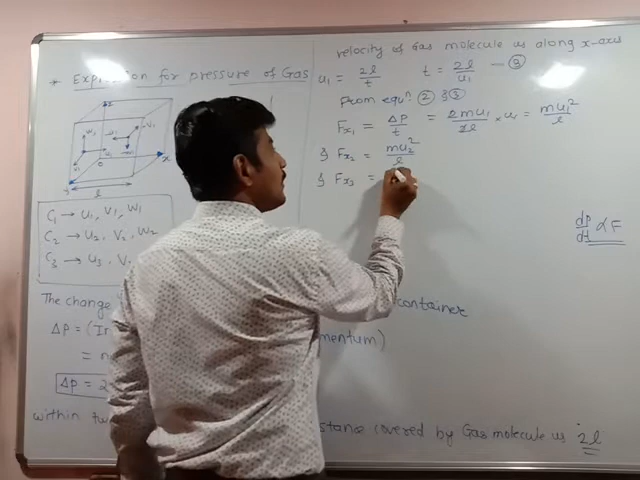 * Expression for pressure of Gas
C₁ → u₁, V₁, W₁
C₂ → u₂, V₂, W₂
C₃ → u₃, V
The change
container
ΔP = (In
mentum)
=
ΔP = 2
within tw
stance covered by Gas molecule is 2l
velocity of Gas molecule is along x-axis
u₁ = 2l/t t = 2l/u₁ — ③
from equⁿ ② & ③
Fx₁ = ΔP/t = 2mu₁/2l × u₁ = mu₁²/l
& Fx₂ = mu₂²/l
& Fx₃ =
dp/dt ∝ F